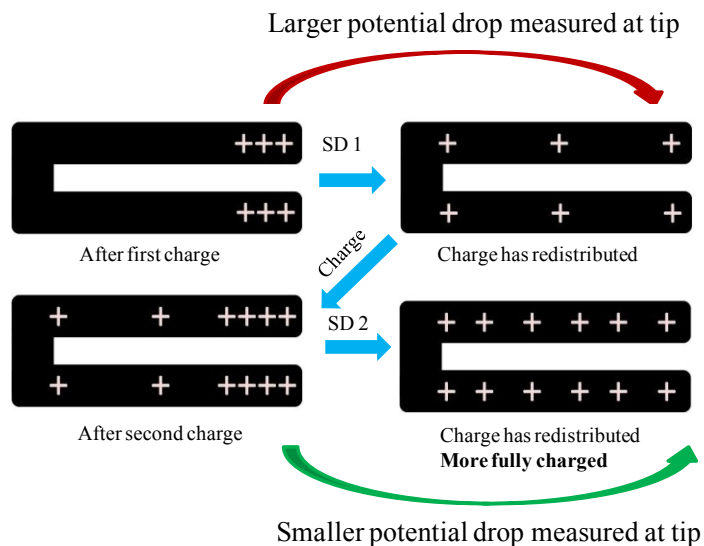 Larger potential drop measured at tip
+++
SD 1
+ + +
+++
+ + +
After first charge
Charge
Charge has redistributed
+ + ++++
SD 2
+ + + + + +
+ + ++++
+ + + + + +
After second charge
Charge has redistributed
More fully charged
Smaller potential drop measured at tip